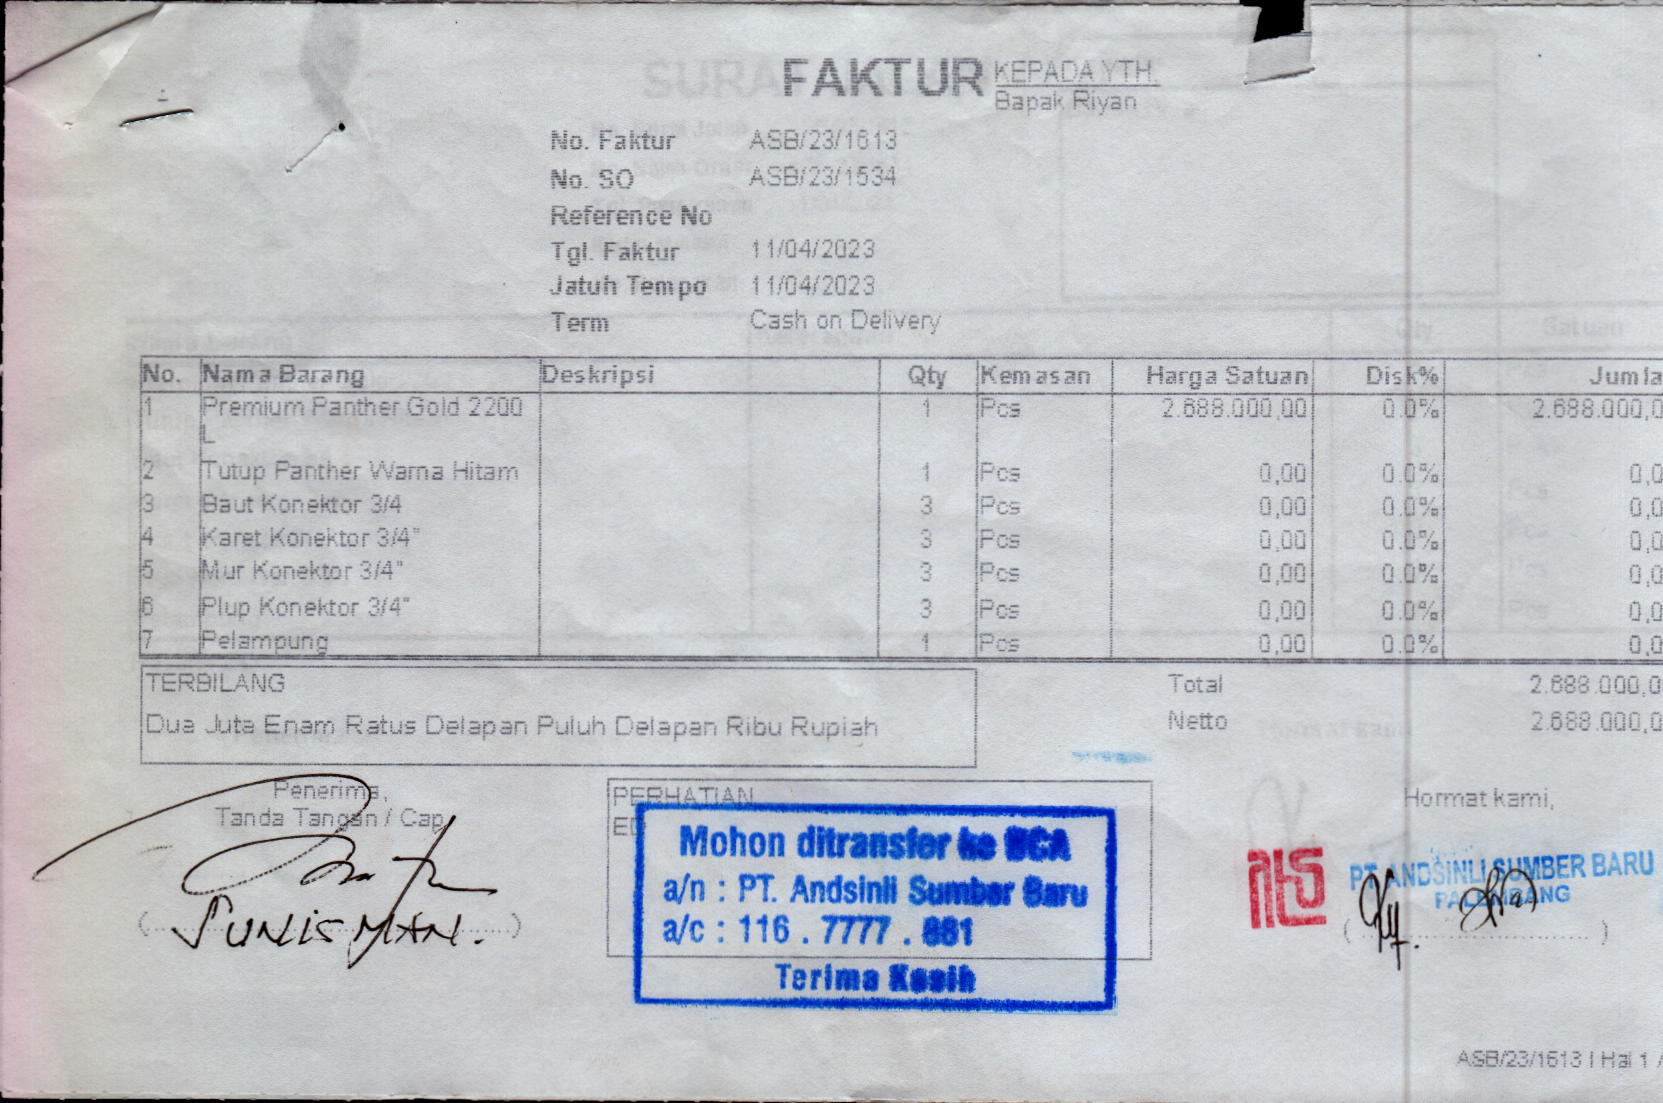 FAKTUR
KEPADA YTH.
Bapak Riyan
No. Faktur ASB/23/1613
No. SO ASB/23/1534
Reference No
Tgl. Faktur 11/04/2023
Jatuh Tempo 11/04/2023
Term Cash on Delivery
No. Nama Barang Deskripsi Qty Kemasan Harga Satuan Disk% Jumla
1 Premium Panther Gold 2200 1 Pcs 2.688.000,00 0.0% 2.688.000,0
L
2 Tutup Panther Warna Hitam 1 Pcs 0,00 0.0% 0,0
3 Baut Konektor 3/4 3 Pcs 0,00 0.0% 0,0
4 Karet Konektor 3/4" 3 Pcs 0,00 0.0% 0,0
5 Mur Konektor 3/4" 3 Pcs 0,00 0.0% 0,0
6 Plup Konektor 3/4" 3 Pcs 0,00 0.0% 0,0
7 Pelampung 1 Pcs 0,00 0.0% 0,0
TERBILANG
Dua Juta Enam Ratus Delapan Puluh Delapan Ribu Rupiah
Total 2.688.000,0
Netto 2.688.000,0
Penerima,
Tanda Tangan / Cap
(JUNISMAN.)
PERHATIAN
Mohon ditransfer ke BCA
a/n : PT. Andsinli Sumber Baru
a/c : 116 . 7777 . 881
Terima Kasih
Hormat kami,
PT. ANDSINLI SUMBER BARU
PALEMBANG
ASB/23/1613 | Hal 1 /